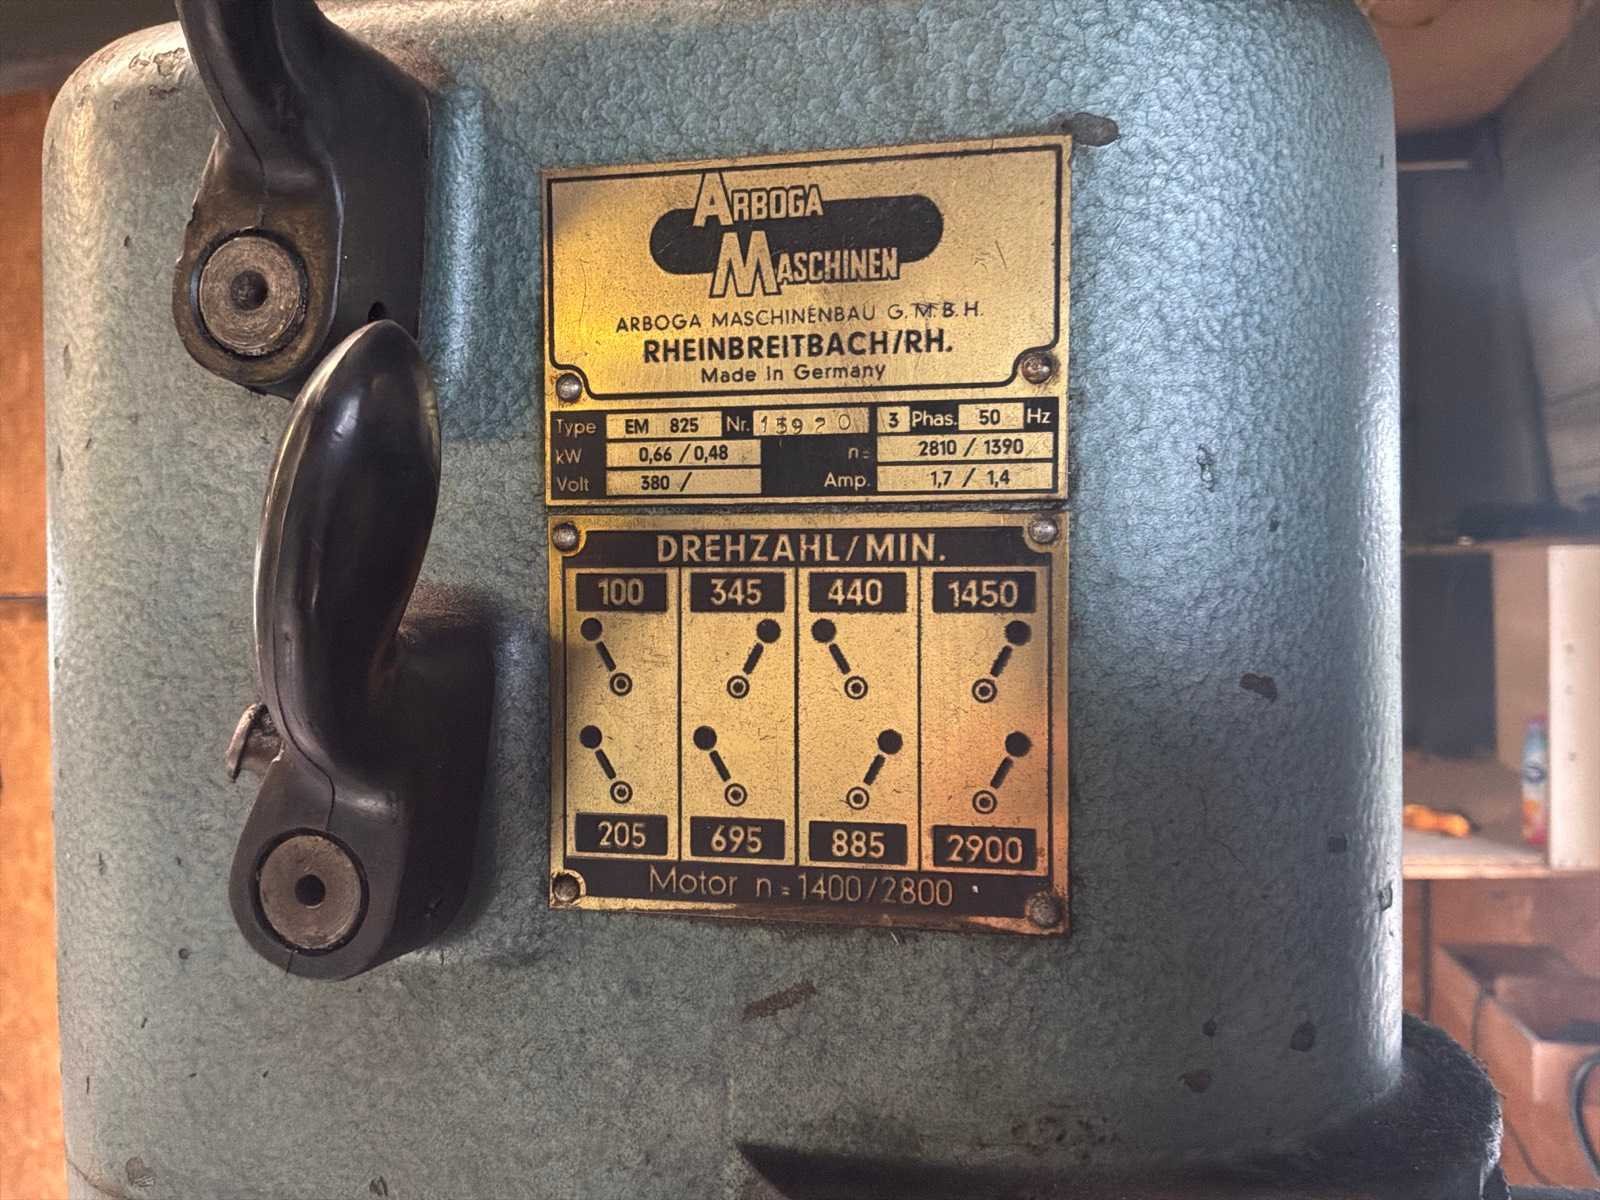 ARBOGA
MASCHINEN
ARBOGA MASCHINENBAU G.M.B.H.
RHEINBREITBACH/RH.
Made in Germany
Type EM 825 Nr. 13920 3 Phas. 50 Hz
kW 0,66 / 0,48 n= 2810 / 1390
Volt 380 / Amp. 1,7 / 1,4
DREHZAHL/MIN.
100 345 440 1450
205 695 885 2900
Motor n=1400/2800